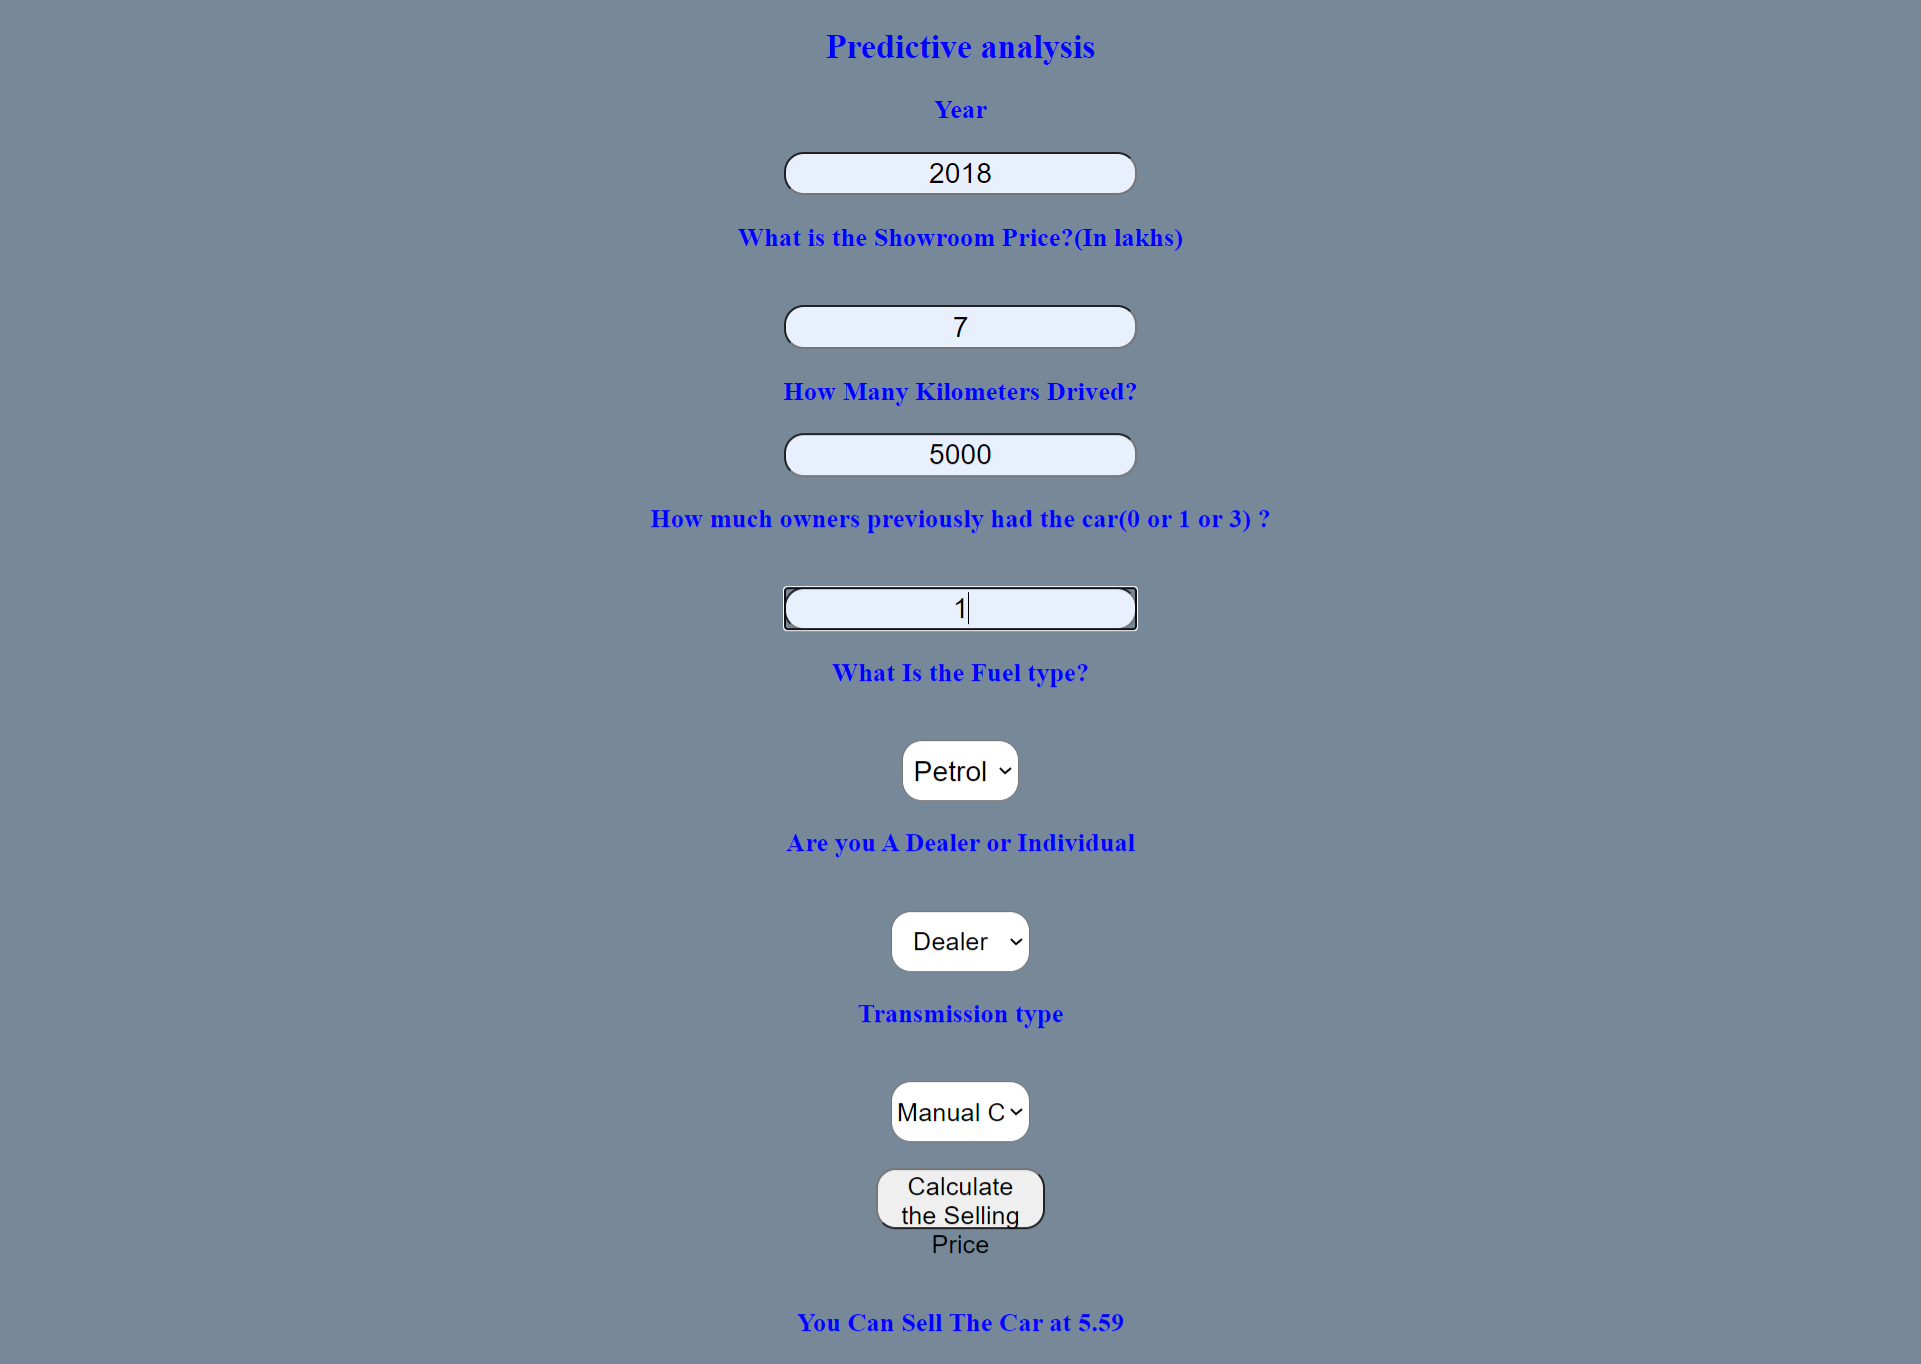 Predictive analysis
Year
2018
What is the Showroom Price?(In lakhs)
7
How Many Kilometers Drived?
5000
How much owners previously had the car(0 or 1 or 3) ?
1
What Is the Fuel type?
Petrol
Are you A Dealer or Individual
Dealer
Transmission type
Manual C
Calculate
the Selling
Price
You Can Sell The Car at 5.59